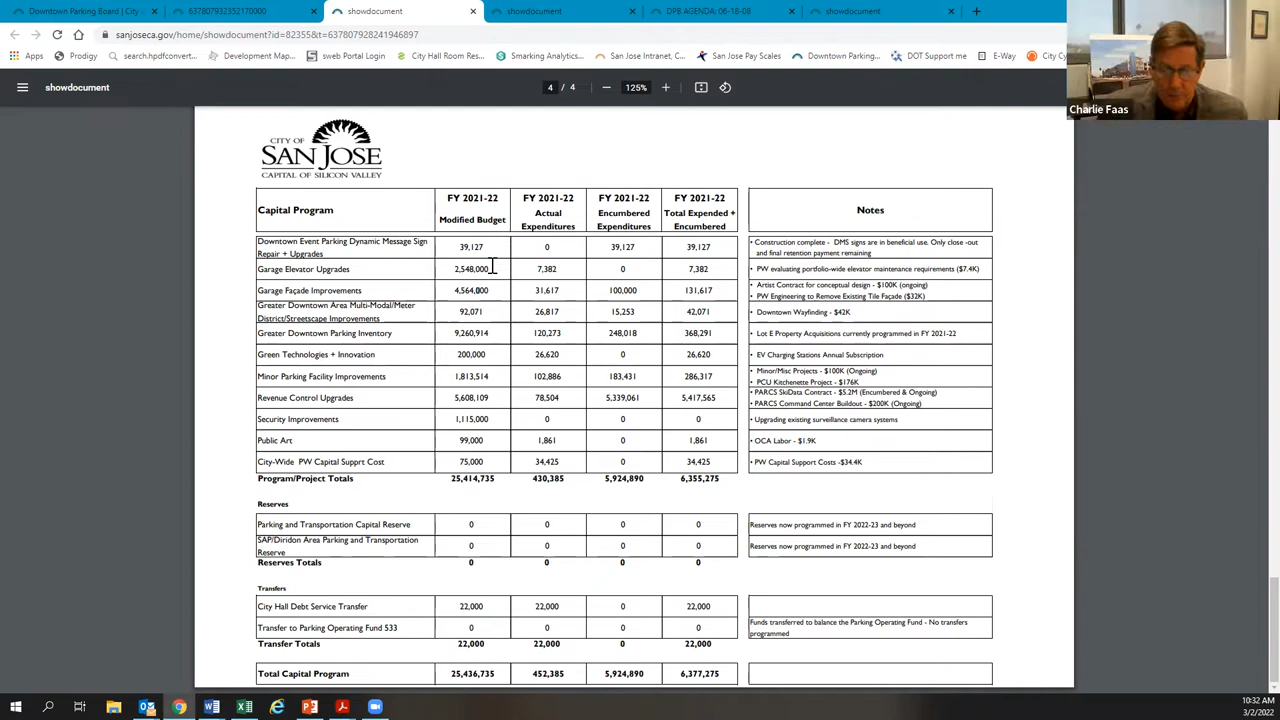 Downtown Parking Board | City
637807932352170000
showdocument
showdocument
DPB AGENDA: 06-18-08
showdocument
sanjoseca.gov/home/showdocument?id=82355&t=637807928241946897
Apps
Prodigy
search.hpdfconvert...
Development Map...
sweb Portal Login
City Hall Room Res...
Smarking Analytics...
San Jose Intranet, C...
San Jose Pay Scales
Downtown Parking...
DOT Support me
E-Way
City Cy
showdocument
4 / 4
125%
Charlie Faas
CITY OF
SAN JOSE
CAPITAL OF SILICON VALLEY
Capital Program
FY 2021-22 Modified Budget
FY 2021-22 Actual Expenditures
FY 2021-22 Encumbered Expenditures
FY 2021-22 Total Expended + Encumbered
Notes
Downtown Event Parking Dynamic Message Sign Repair + Upgrades 39,127 0 39,127 39,127 • Construction complete - DMS signs are in beneficial use. Only close -out and final retention payment remaining
Garage Elevator Upgrades 2,548,000 7,382 0 7,382 • PW evaluating portfolio-wide elevator maintenance requirements ($7.4K)
Garage Façade Improvements 4,564,000 31,617 100,000 131,617 • Artist Contract for conceptual design - $100K (ongoing)
• PW Engineering to Remove Existing Tile Façade ($32K)
Greater Downtown Area Multi-Modal/Meter District/Streetscape Improvements 92,071 26,817 15,253 42,071 • Downtown Wayfinding - $42K
Greater Downtown Parking Inventory 9,260,914 120,273 248,018 368,291 • Lot E Property Acquisitions currently programmed in FY 2021-22
Green Technologies + Innovation 200,000 26,620 0 26,620 • EV Charging Stations Annual Subscription
Minor Parking Facility Improvements 1,813,514 102,886 183,431 286,317 • Minor/Misc Projects - $100K (Ongoing)
• PCU Kitchenette Project - $176K
Revenue Control Upgrades 5,608,109 78,504 5,339,061 5,417,565 • PARCS SkiData Contract - $5.2M (Encumbered & Ongoing)
• PARCS Command Center Buildout - $200K (Ongoing)
Security Improvements 1,115,000 0 0 0 • Upgrading existing surveillance camera systems
Public Art 99,000 1,861 0 1,861 • OCA Labor - $1.9K
City-Wide PW Capital Supprt Cost 75,000 34,425 0 34,425 • PW Capital Support Costs -$34.4K
Program/Project Totals 25,414,735 430,385 5,924,890 6,355,275
Reserves
Parking and Transportation Capital Reserve 0 0 0 0 Reserves now programmed in FY 2022-23 and beyond
SAP/Diridon Area Parking and Transportation Reserve 0 0 0 0 Reserves now programmed in FY 2022-23 and beyond
Reserves Totals 0 0 0 0
Transfers
City Hall Debt Service Transfer 22,000 22,000 0 22,000
Transfer to Parking Operating Fund 533 0 0 0 0 Funds transferred to balance the Parking Operating Fund - No transfers programmed
Transfer Totals 22,000 22,000 0 22,000
Total Capital Program 25,436,735 452,385 5,924,890 6,377,275
10:32 AM
3/2/2022